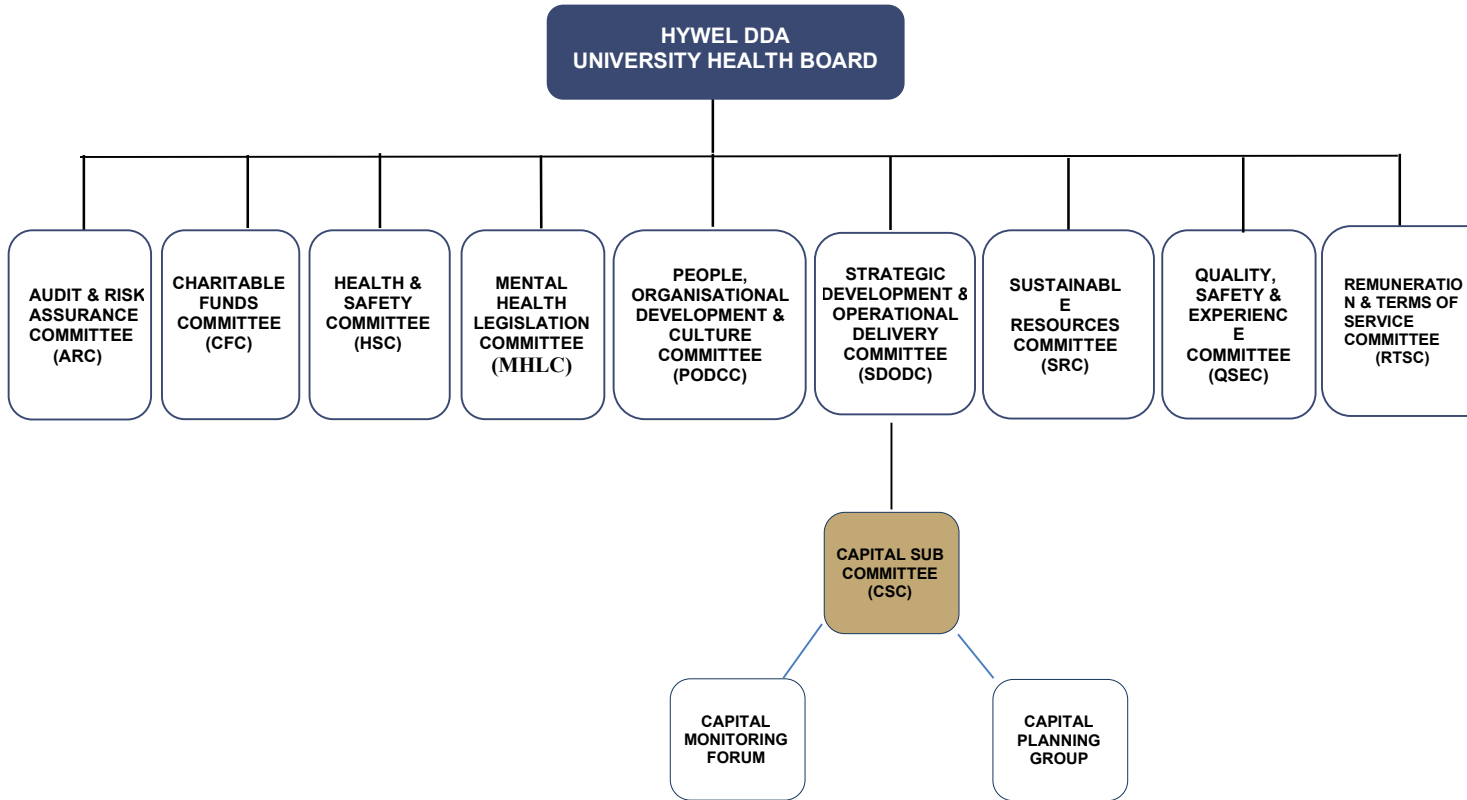 HYWEL DDA
UNIVERSITY HEALTH BOARD
AUDIT & RISK
ASSURANCE
COMMITTEE
(ARC)
CHARITABLE
FUNDS
COMMITTEE
(CFC)
HEALTH &
SAFETY
COMMITTEE
(HSC)
MENTAL
HEALTH
LEGISLATION
COMMITTEE
(MHLC)
PEOPLE,
ORGANISATIONAL
DEVELOPMENT &
CULTURE
COMMITTEE
(PODCC)
STRATEGIC
DEVELOPMENT &
OPERATIONAL
DELIVERY
COMMITTEE
(SDODC)
SUSTAINABL
E
RESOURCES
COMMITTEE
(SRC)
QUALITY,
SAFETY &
EXPERIENC
E
COMMITTEE
(QSEC)
REMUNERATIO
N & TERMS OF
SERVICE
COMMITTEE
(RTSC)
CAPITAL SUB
COMMITTEE
(CSC)
CAPITAL
MONITORING
FORUM
CAPITAL
PLANNING
GROUP